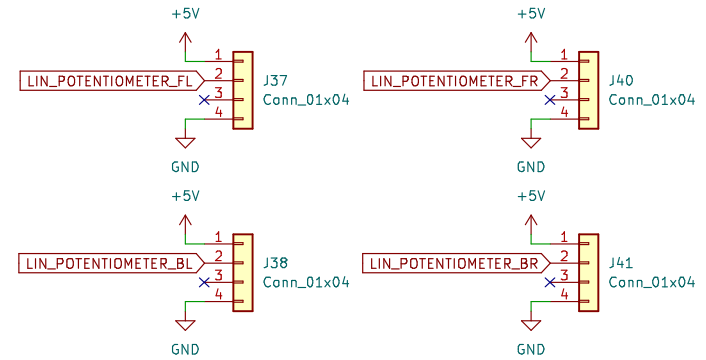 +5V
+5V
1
LIN_POTENTIOMETER_FL
2
J37
3
Conn_01x04
4
GND
1
LIN_POTENTIOMETER_FR
2
J40
3
Conn_01x04
4
GND
+5V
+5V
1
LIN_POTENTIOMETER_BL
2
J38
3
Conn_01x04
4
GND
1
LIN_POTENTIOMETER_BR
2
J41
3
Conn_01x04
4
GND